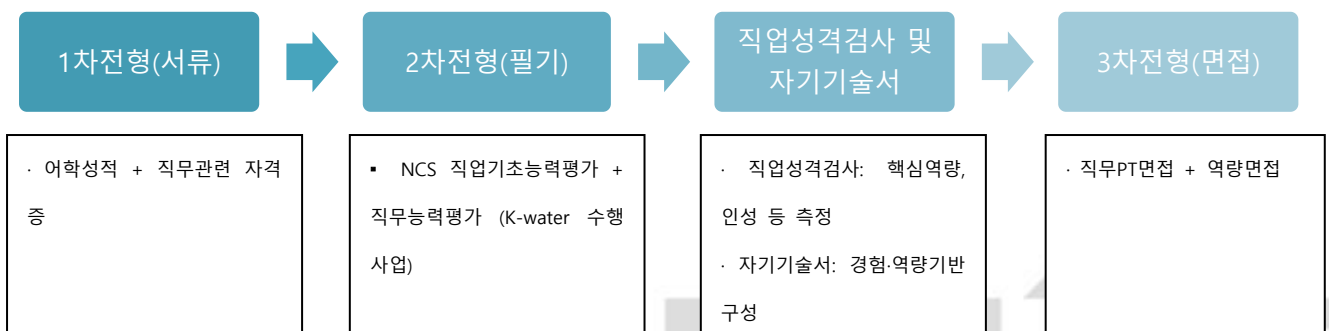 1차전형(서류)
2차전형(필기)
직업성격검사 및
자기기술서
3차전형(면접)
· 어학성적 + 직무관련 자격
증
▪ NCS 직업기초능력평가 +
직무능력평가 (K-water 수행
사업)
· 직업성격검사: 핵심역량,
인성 등 측정
· 자기기술서: 경험·역량기반
구성
· 직무PT면접 + 역량면접